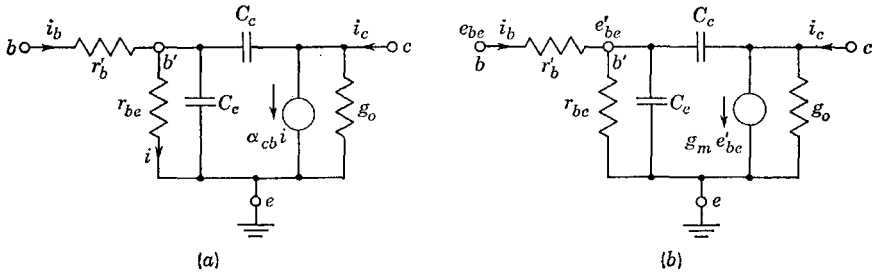 C_c
i_b
i_c
b
r'_b
b'
c
r_be
C_e
α_cb i
g_o
i
e
(a)
C_c
e_be
i_b
e'_be
i_c
b
r'_b
b'
c
r_be
C_e
g_m e'_be
g_o
e
(b)